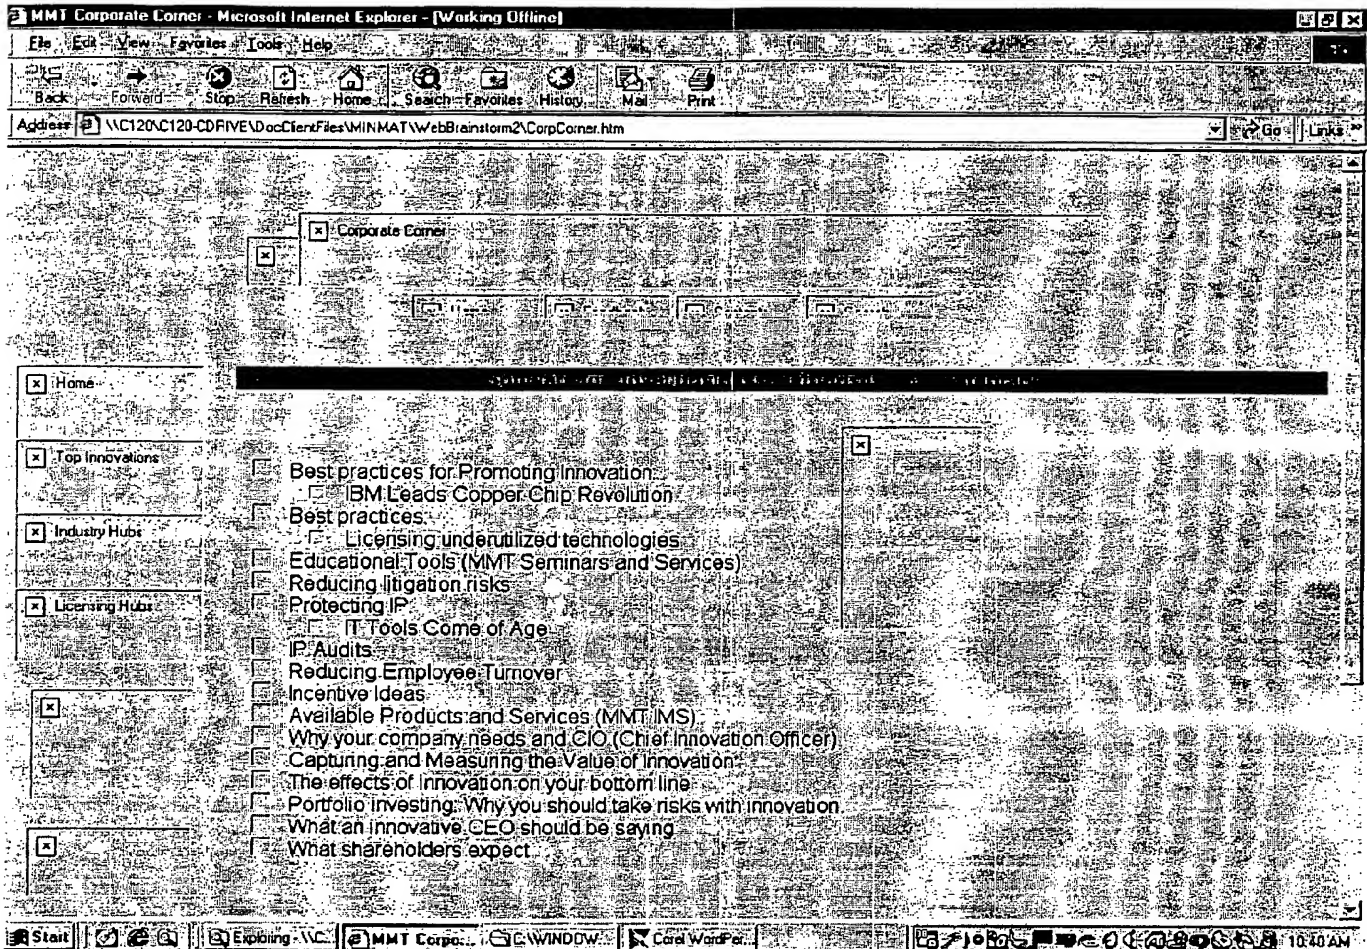 MMT Corporate Corner - Microsoft Internet Explorer - [Working Offline]
File Edit View Favorites Tools Help
Back Forward Stop Refresh Home Search Favorites History Mail Print
Address \\C120\C120-CDRIVE\DocClientFiles\MINMAT\WebBrainstorm2\CorpCorner.htm Go Links »
Corporate Corner
Home
Top Innovations
Industry Hubs
Licensing Hubs
Best practices for Promoting Innovation
IBM Leads Copper Chip Revolution
Best practices
Licensing underutilized technologies
Educational Tools (MMT Seminars and Services)
Reducing litigation risks
Protecting IP
IT Tools Come of Age
IP Audits
Reducing Employee Turnover
Incentive Ideas
Available Products and Services (MMT IMS)
Why your company needs and CIO (Chief Innovation Officer)
Capturing and Measuring the Value of Innovation
The effects of innovation on your bottom line
Portfolio investing: Why you should take risks with innovation
What an innovative CEO should be saying
What shareholders expect
Start Exploring - \\C... MMT Corpo... C:\WINDOW... Corel WordPer... 10:40 AM